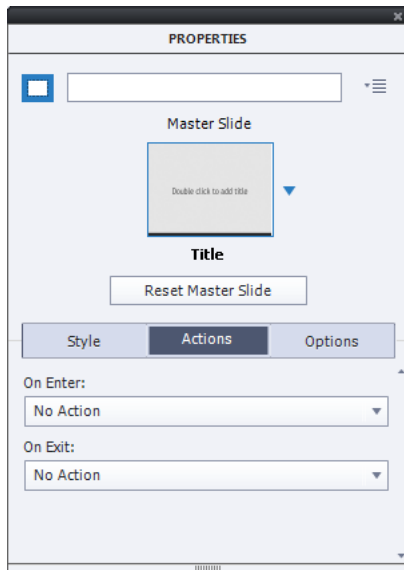 PROPERTIES
Master Slide
Double click to add title
Title
Reset Master Slide
Style Actions Options
On Enter:
No Action
On Exit:
No Action